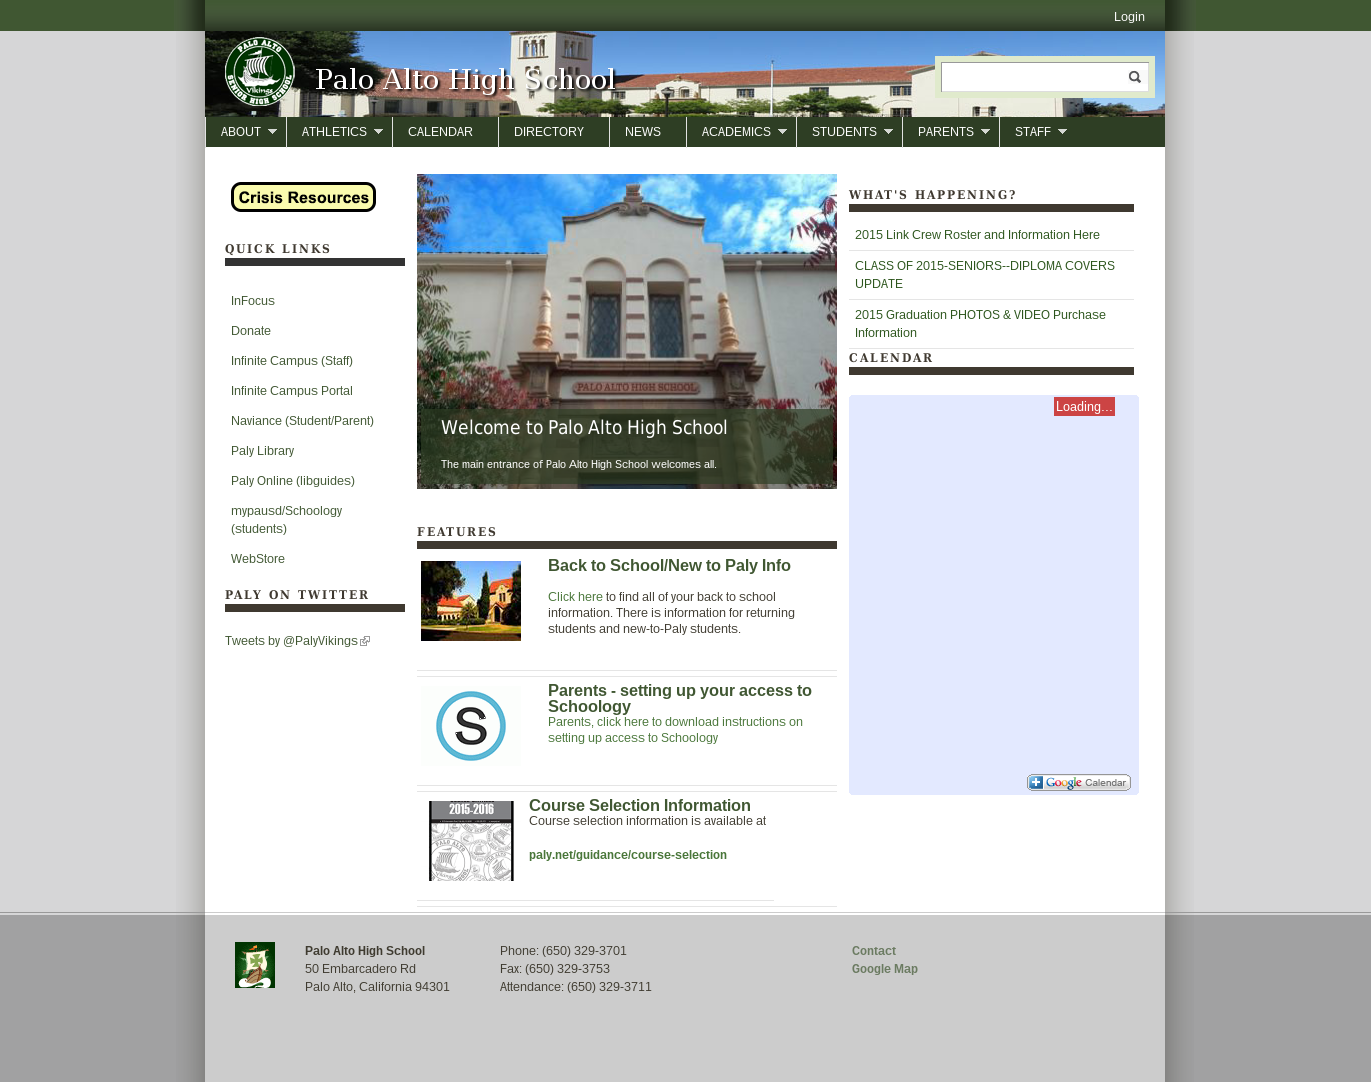 Login
PALO ALTO
SENIOR HIGH SCHOOL
Vikings
Palo Alto High School
ABOUT
ATHLETICS
CALENDAR
DIRECTORY
NEWS
ACADEMICS
STUDENTS
PARENTS
STAFF
Crisis Resources
QUICK LINKS
InFocus
Donate
Infinite Campus (Staff)
Infinite Campus Portal
Naviance (Student/Parent)
Paly Library
Paly Online (libguides)
mypausd/Schoology
(students)
WebStore
PALY ON TWITTER
Tweets by @PalyVikings
PALO ALTO HIGH SCHOOL
Welcome to Palo Alto High School
The main entrance of Palo Alto High School welcomes all.
FEATURES
Back to School/New to Paly Info
Click here to find all of your back to school
information. There is information for returning
students and new-to-Paly students.
S
Parents - setting up your access to
Schoology
Parents, click here to download instructions on
setting up access to Schoology
2015-2016
Course Selection Information
Course selection information is available at
paly.net/guidance/course-selection
WHAT'S HAPPENING?
2015 Link Crew Roster and Information Here
CLASS OF 2015-SENIORS--DIPLOMA COVERS
UPDATE
2015 Graduation PHOTOS & VIDEO Purchase
Information
CALENDAR
Loading...
Google Calendar
Palo Alto High School
50 Embarcadero Rd
Palo Alto, California 94301
Phone: (650) 329-3701
Fax: (650) 329-3753
Attendance: (650) 329-3711
Contact
Google Map